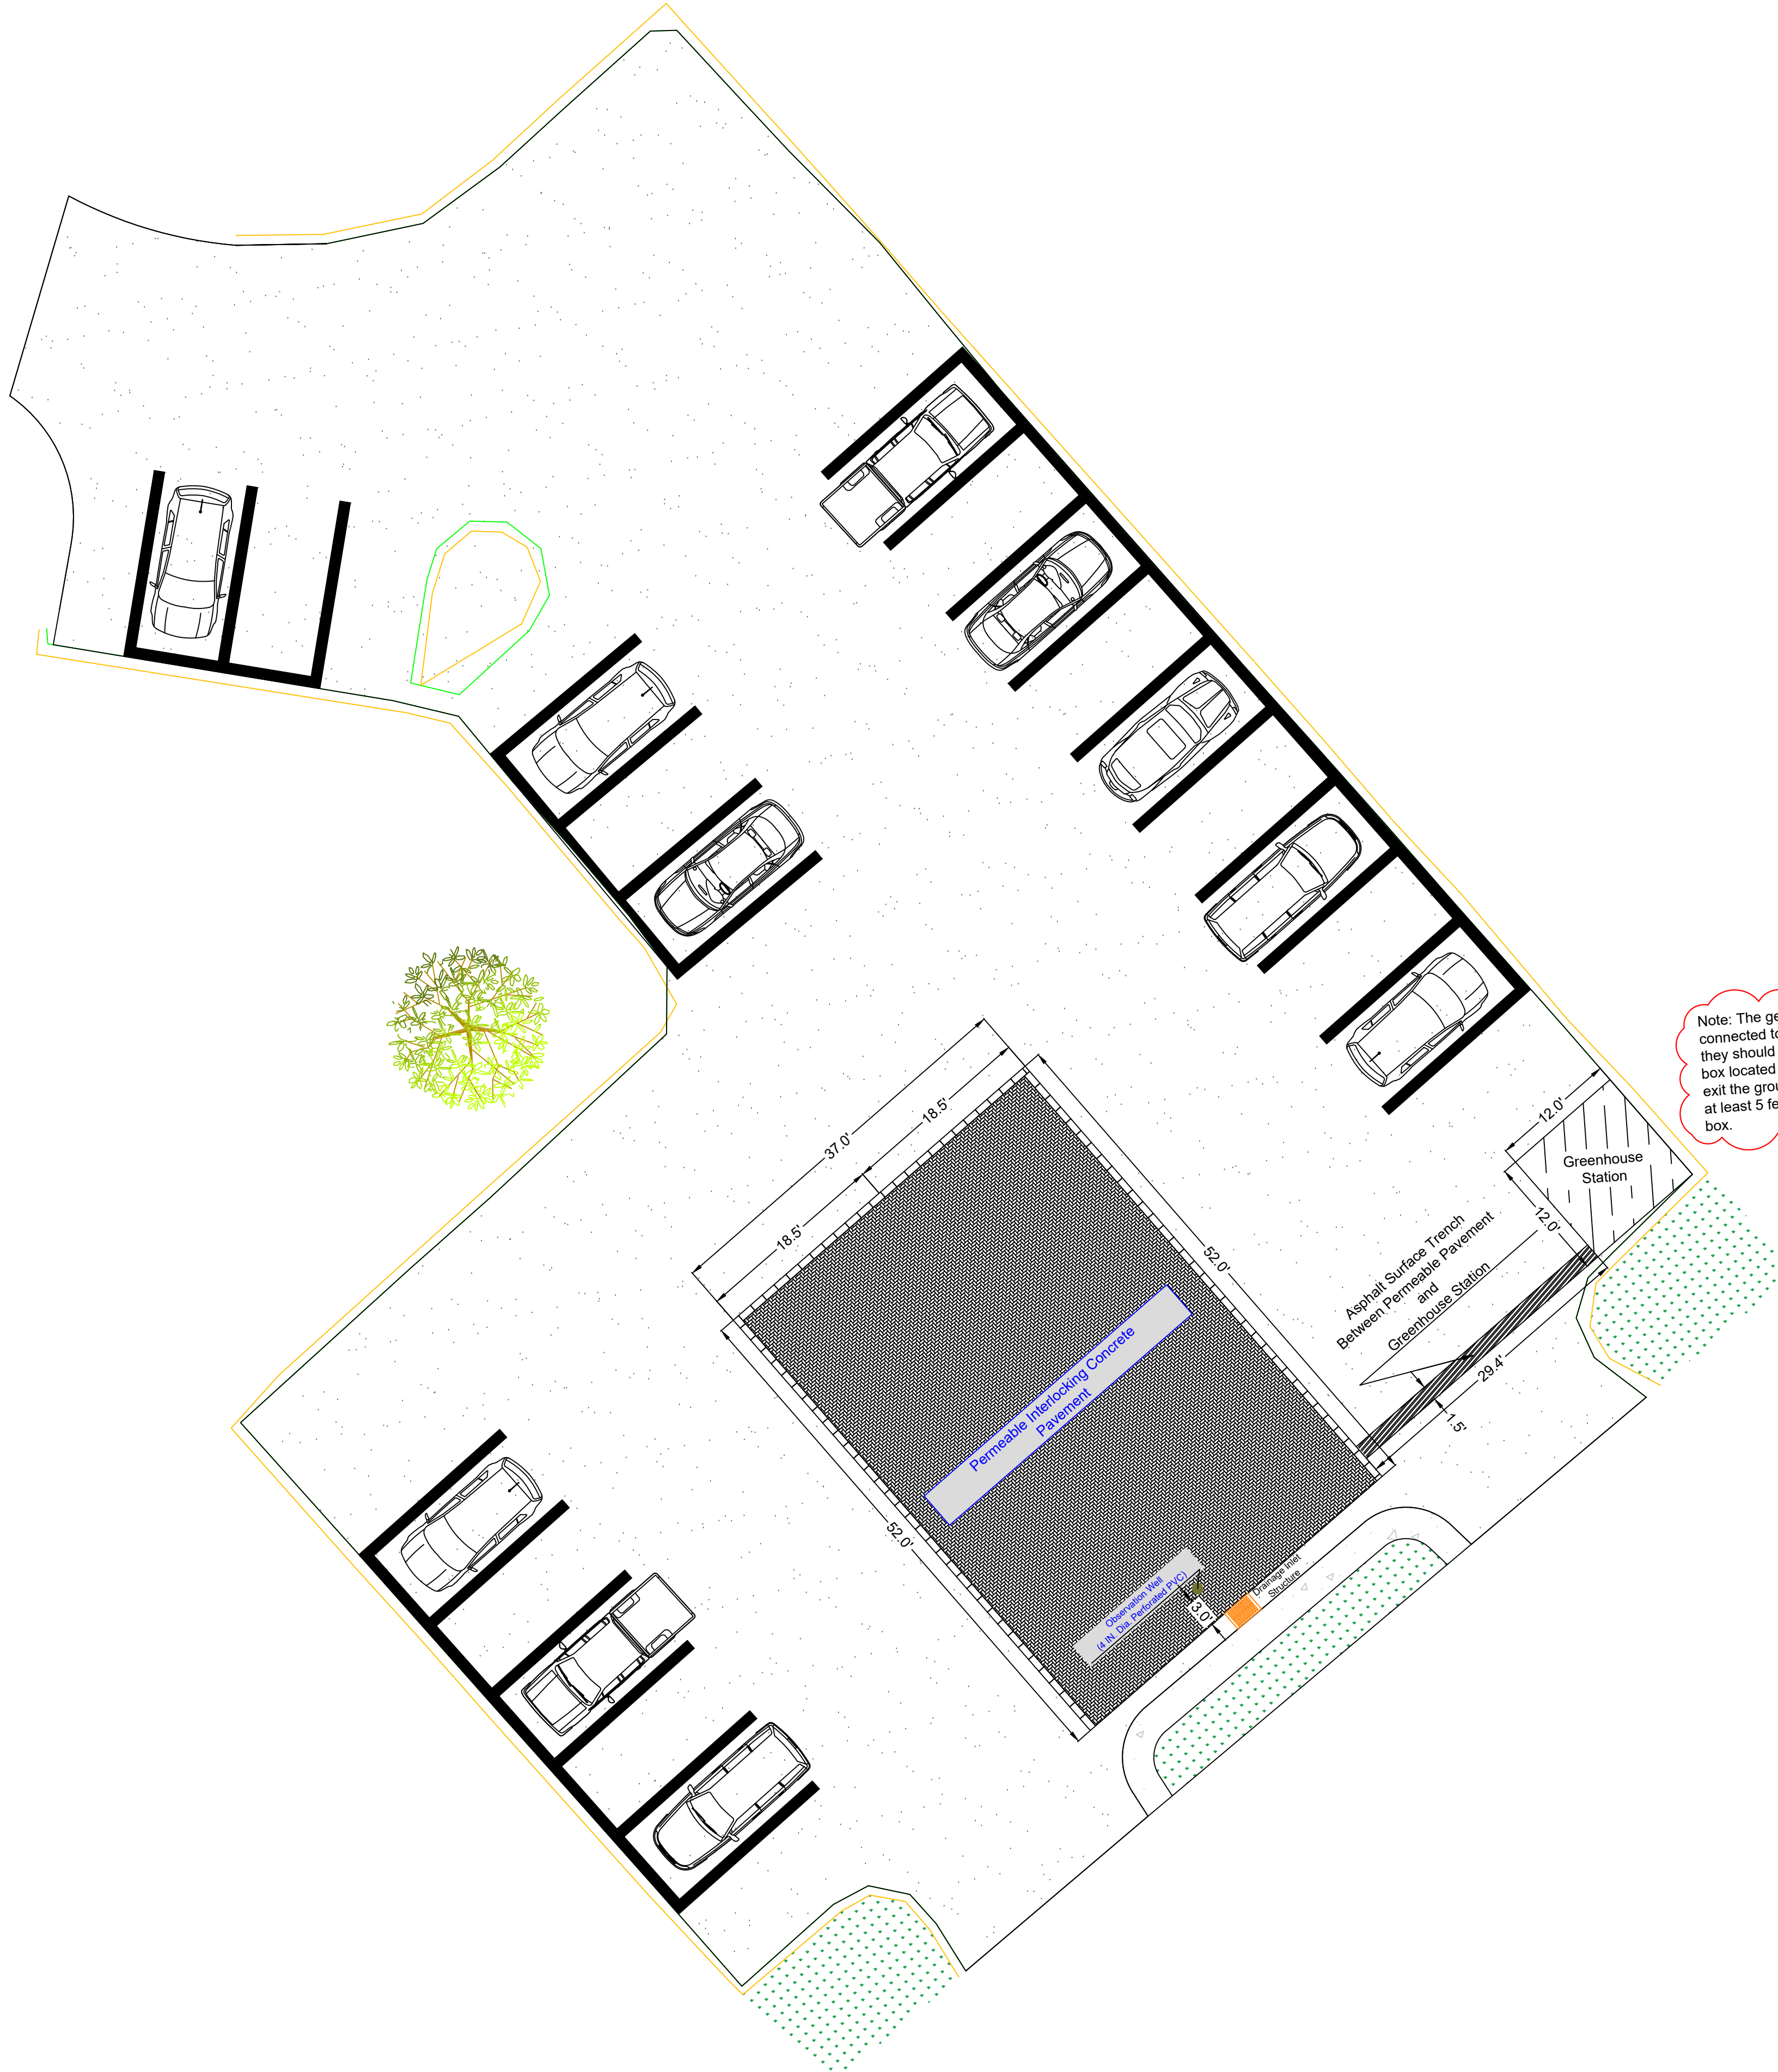 Note: The ge
connected to
they should
box located
exit the grou
at least 5 fe
box.
37.0'
18.5'
18.5'
52.0'
12.0'
Greenhouse
Station
12.0'
Asphalt Surface Trench
Between Permeable Pavement
and
Greenhouse Station
29.4'
1.5'
Permeable Interlocking Concrete
Pavement
52.0'
Observation Well
(4 IN. Dia. Perforated PVC)
3.0'
Drainage Inlet
Structure